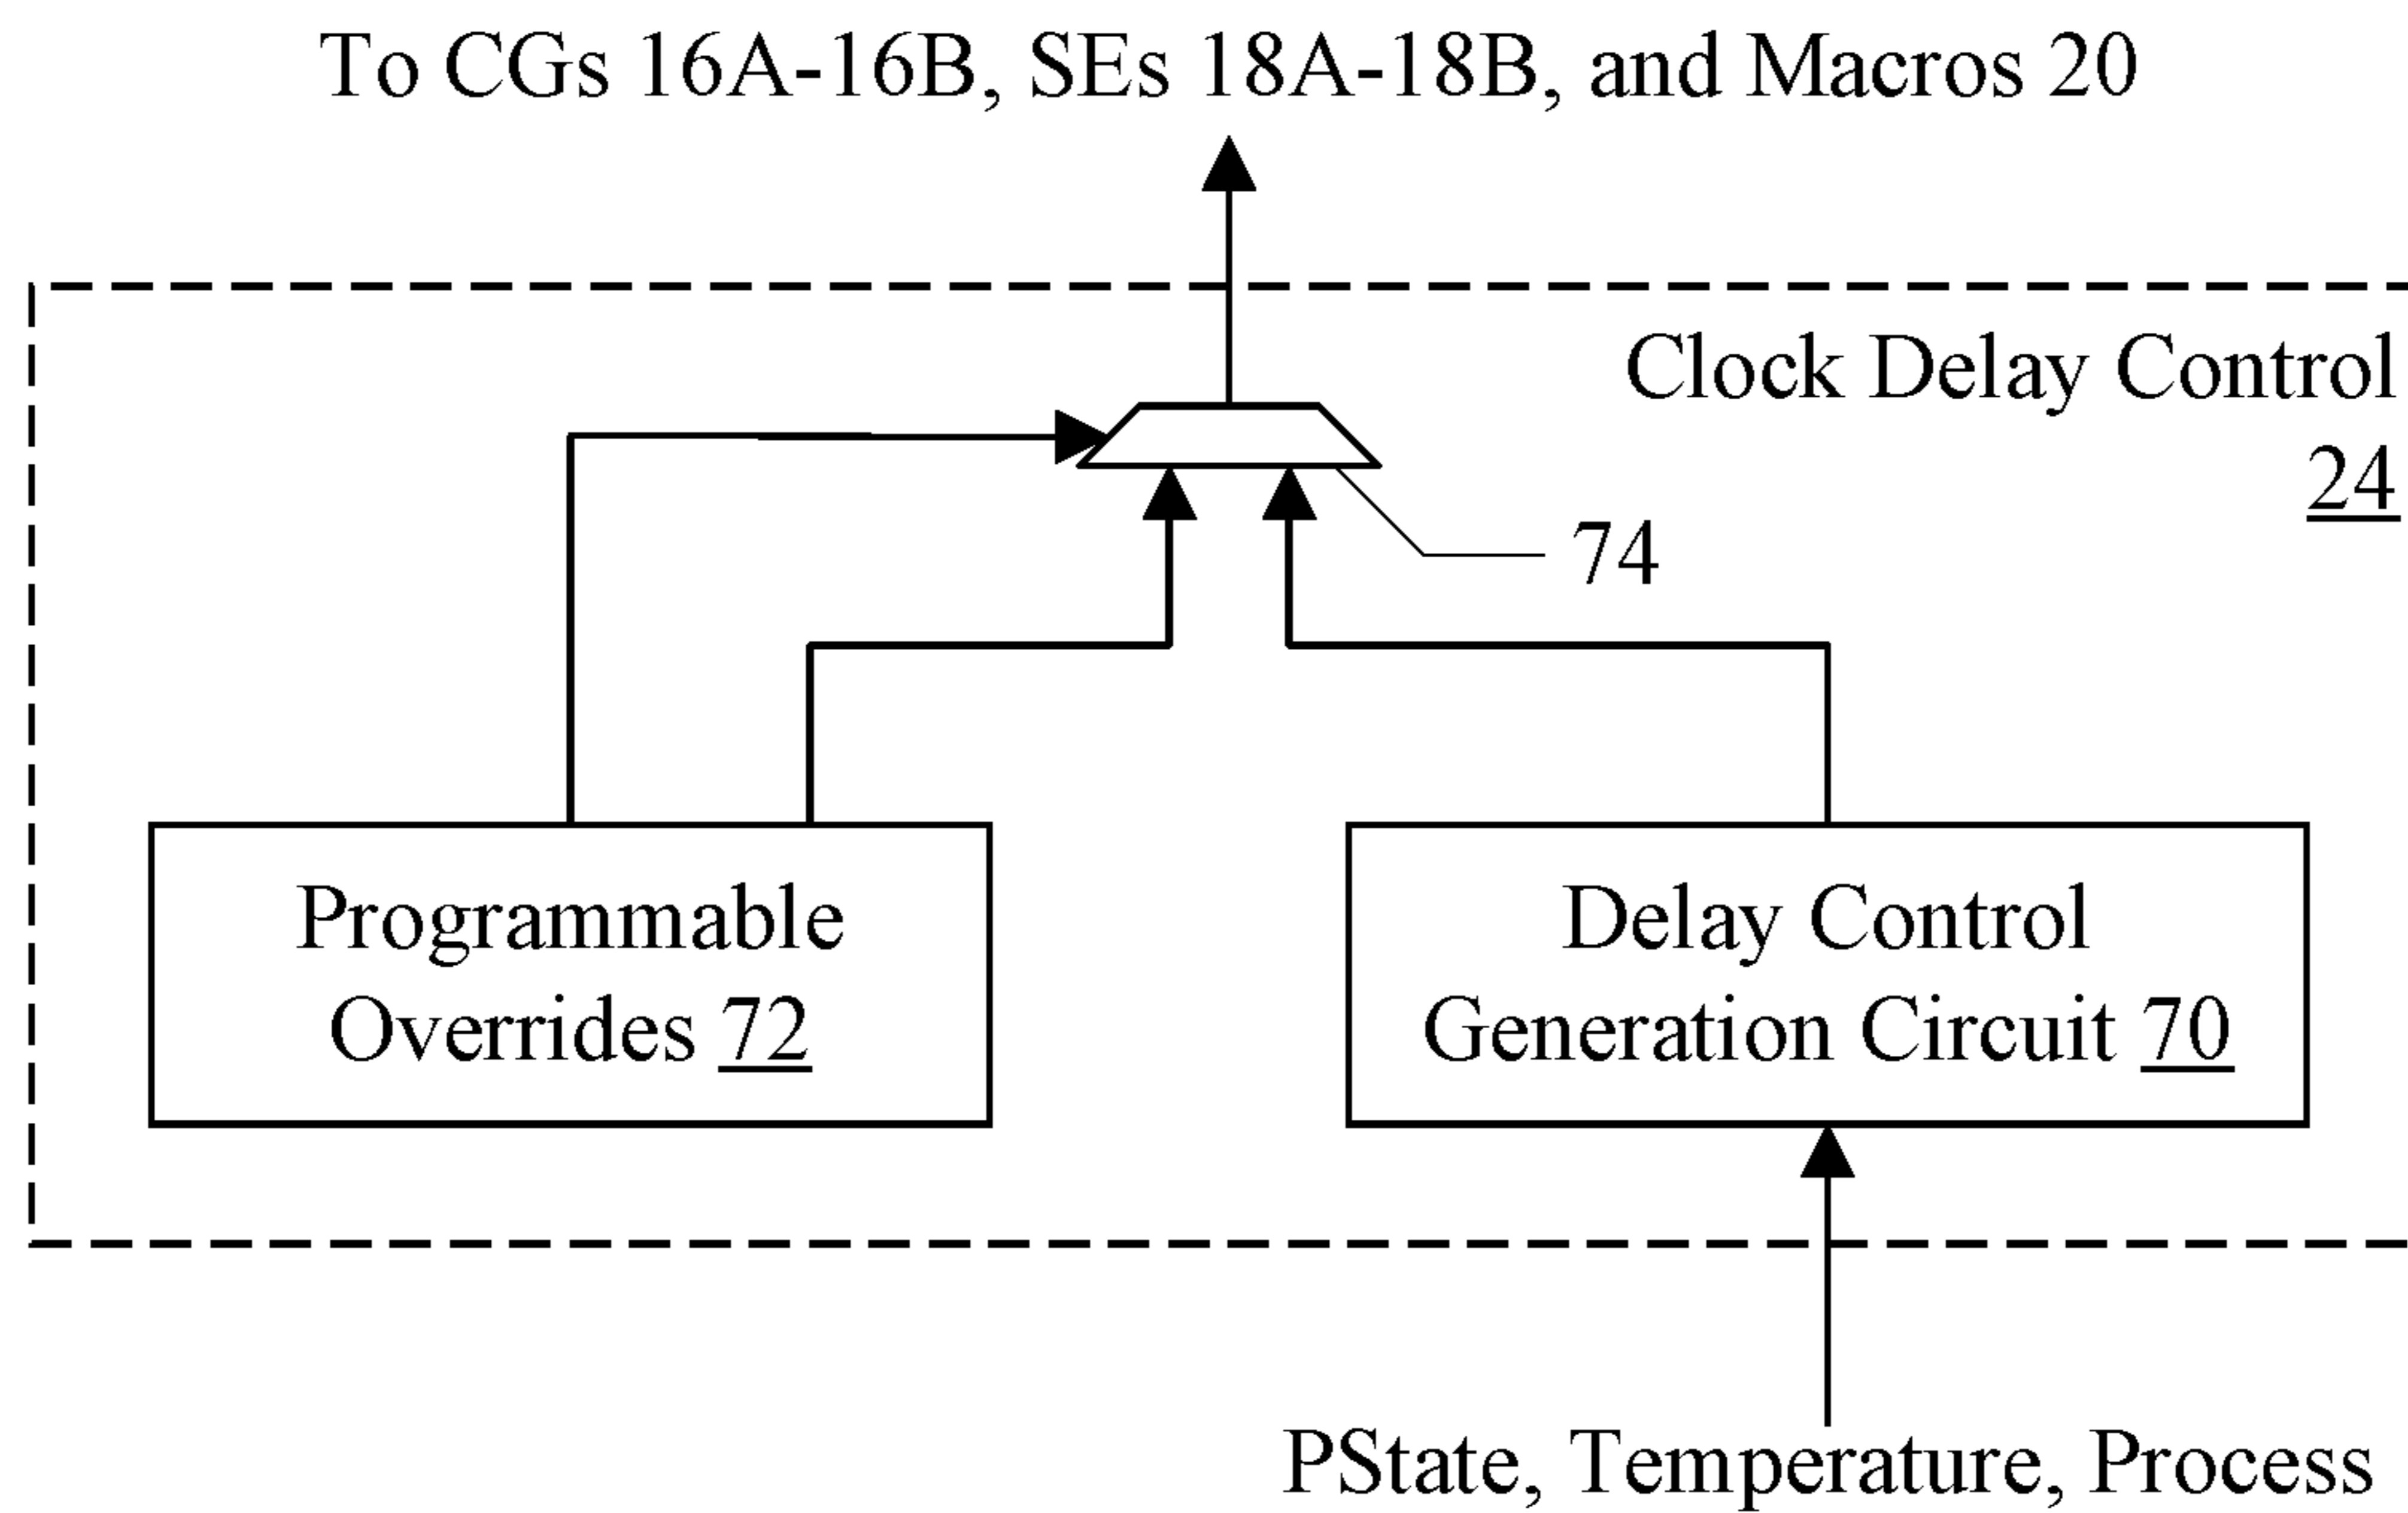 To CGs 16A-16B, SEs 18A-18B, and Macros 20
Clock Delay Control
24
74
Programmable
Overrides 72
Delay Control
Generation Circuit 70
PState, Temperature, Process